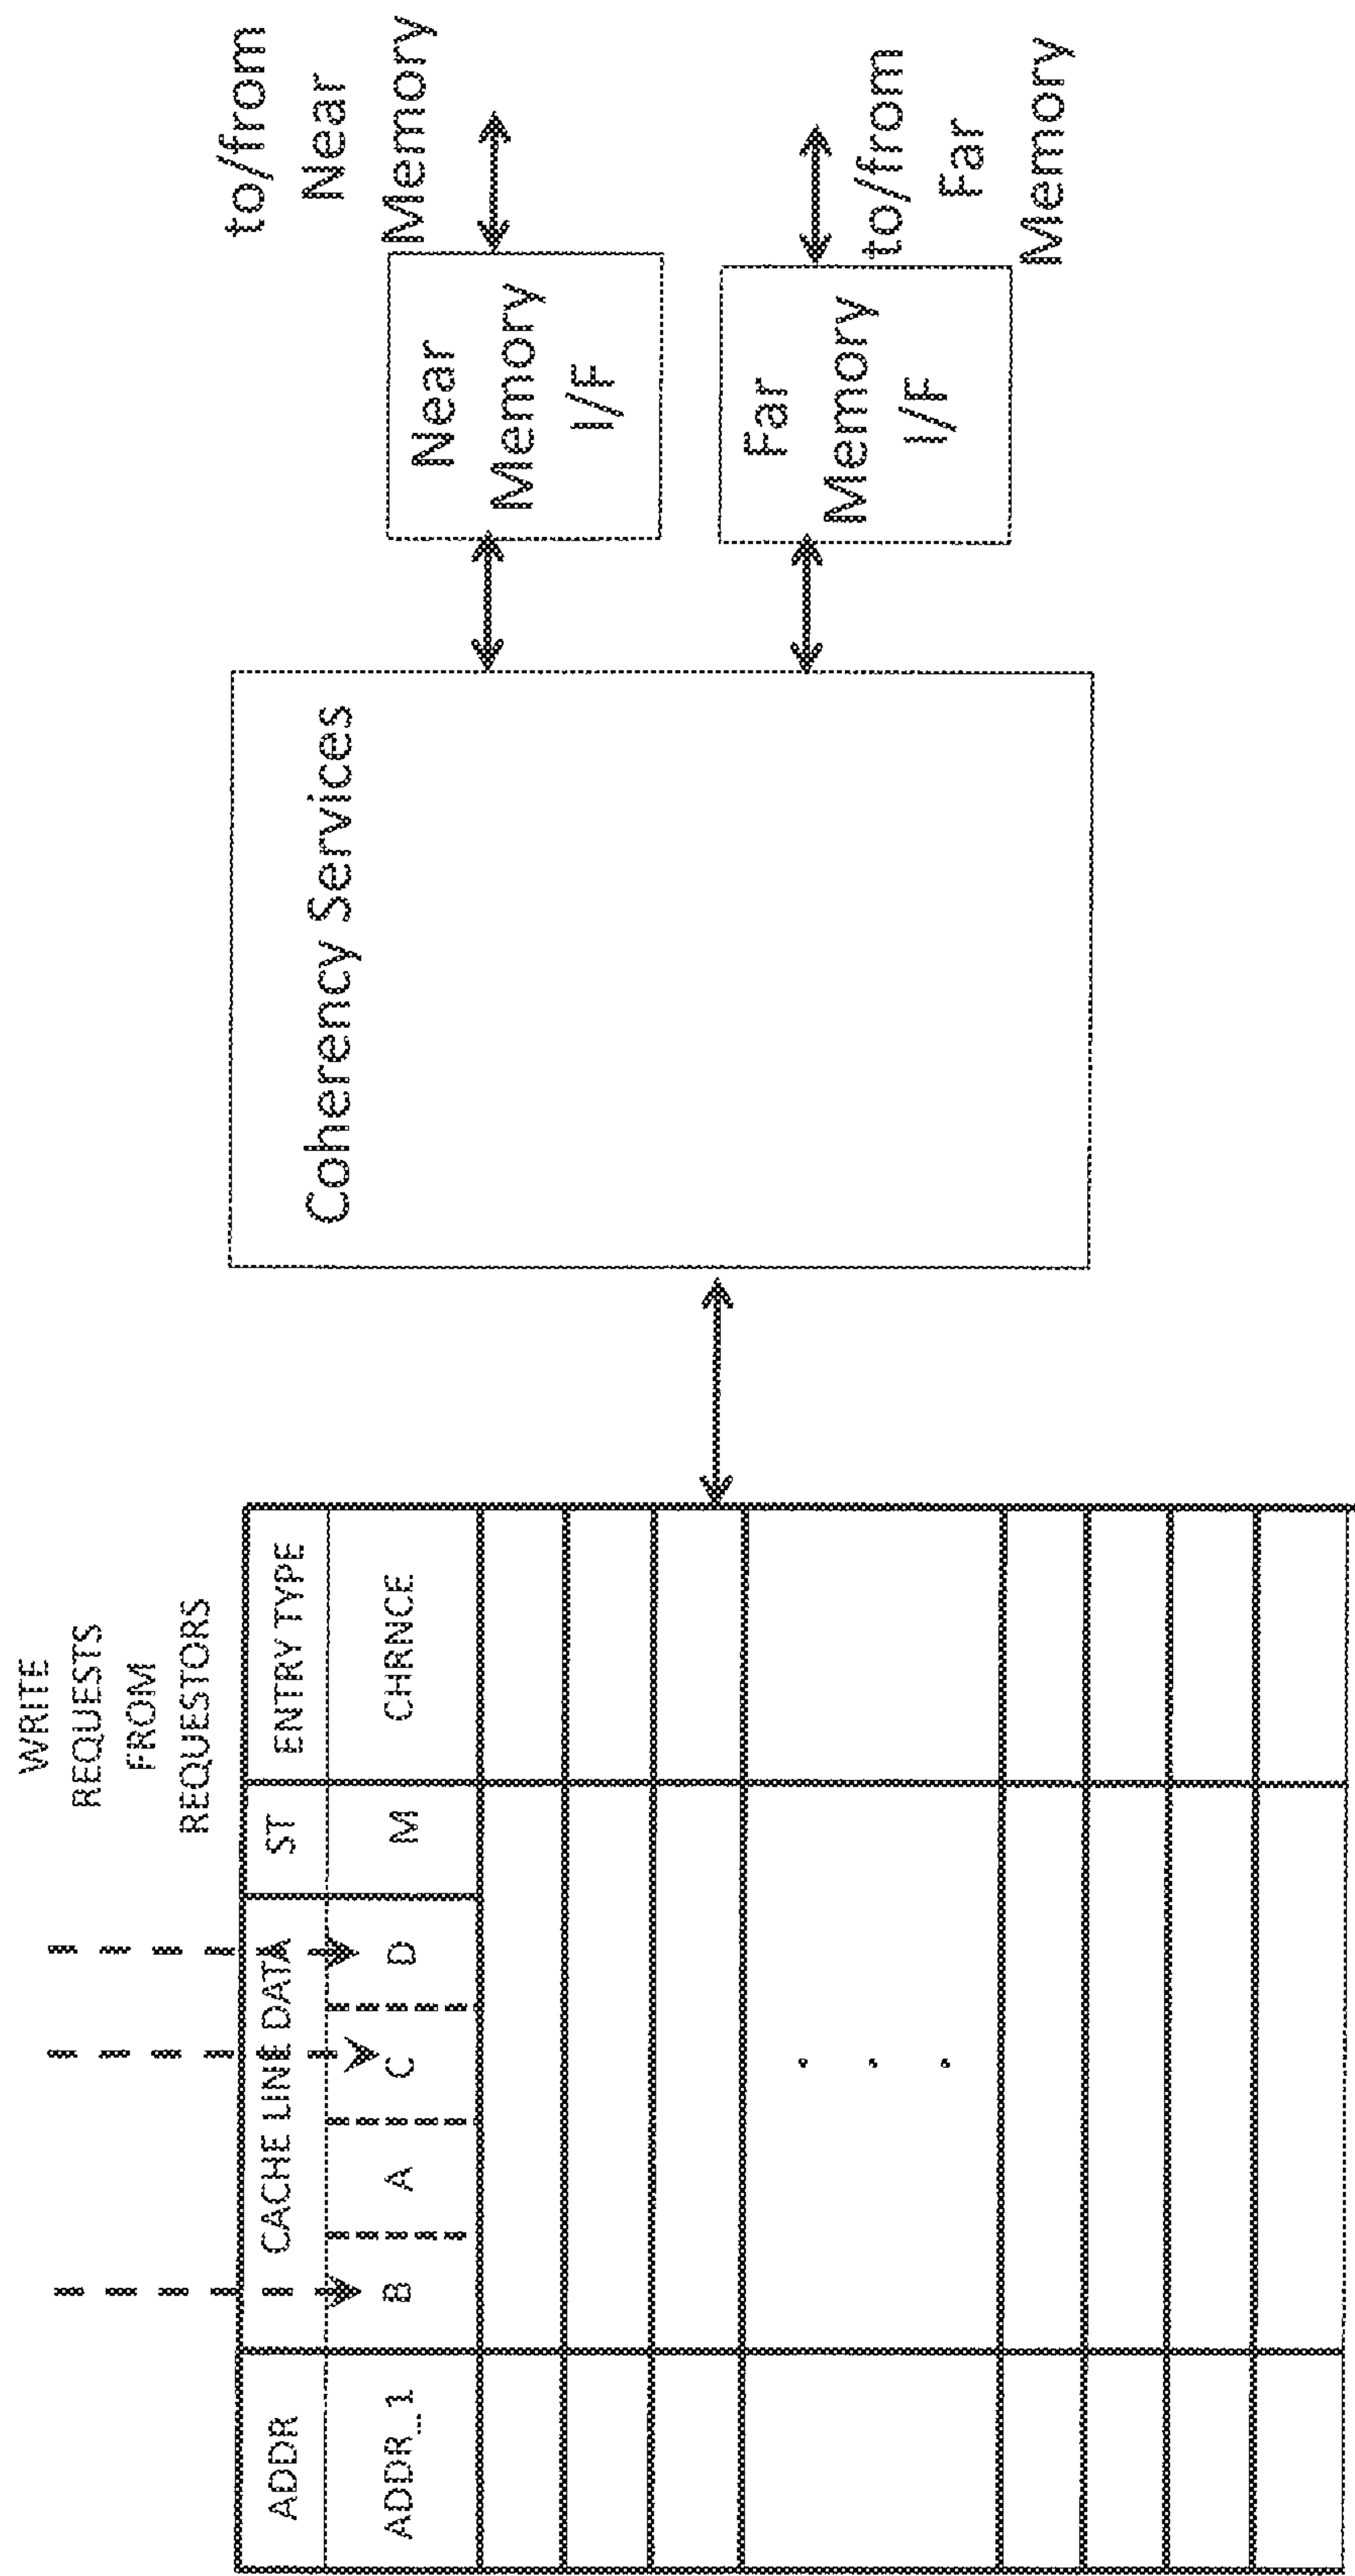 WRITE
REQUESTS
FROM
REQUESTORS
ADDR
CACHE LINE DATA
ST
ENTRY TYPE
ADDR_1
B
A
C
D
M
CHRNCE
. . .
Coherency Services
Near
Memory
I/F
to/from
Near
Memory
Far
Memory
I/F
to/from
Far
Memory